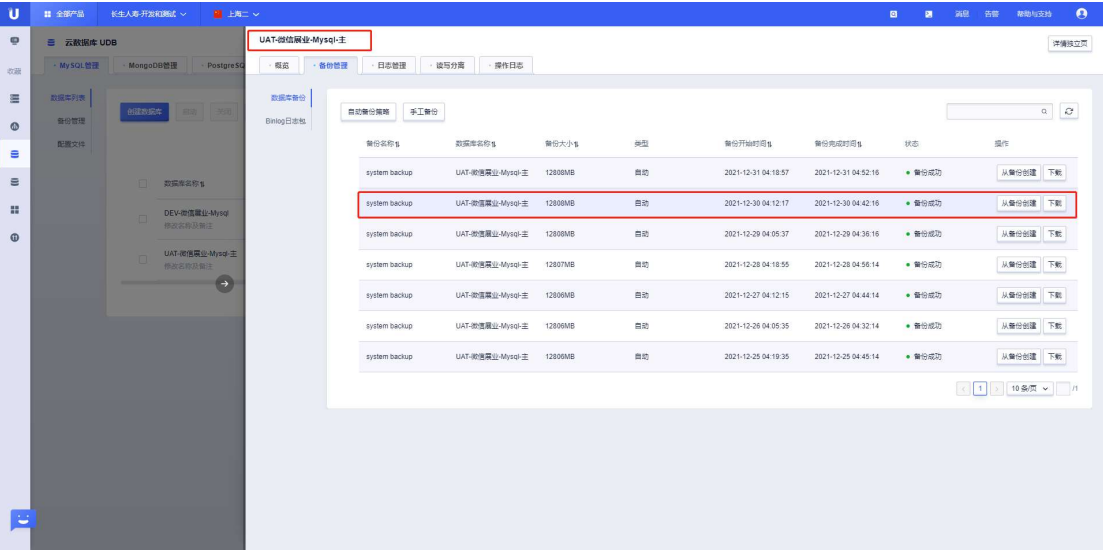 全部产品 长生人寿-开发和测试 上海二 消息 告警 帮助与支持
云数据库 UDB
UAT-微信展业-Mysql-主 详情独立页
收藏 MySQL管理 MongoDB管理 PostgreSQ 概览 备份管理 日志管理 读写分离 操作日志
数据库列表
备份管理
配置文件
创建数据库
数据库名称
DEV-微信展业-Mysql
修改名称及备注
UAT-微信展业-Mysql-主
修改名称及备注
数据库备份
Binlog日志包
自动备份策略 手工备份
备份名称 数据库名称 备份大小 类型 备份开始时间 备份完成时间 状态 操作
system backup UAT-微信展业-Mysql-主 12808MB 自动 2021-12-31 04:18:57 2021-12-31 04:52:16 备份成功 从备份创建 下载
system backup UAT-微信展业-Mysql-主 12808MB 自动 2021-12-30 04:12:17 2021-12-30 04:42:16 备份成功 从备份创建 下载
system backup UAT-微信展业-Mysql-主 12808MB 自动 2021-12-29 04:05:37 2021-12-29 04:36:16 备份成功 从备份创建 下载
system backup UAT-微信展业-Mysql-主 12807MB 自动 2021-12-28 04:18:55 2021-12-28 04:56:14 备份成功 从备份创建 下载
system backup UAT-微信展业-Mysql-主 12806MB 自动 2021-12-27 04:12:15 2021-12-27 04:44:14 备份成功 从备份创建 下载
system backup UAT-微信展业-Mysql-主 12806MB 自动 2021-12-26 04:05:35 2021-12-26 04:32:14 备份成功 从备份创建 下载
system backup UAT-微信展业-Mysql-主 12806MB 自动 2021-12-25 04:19:35 2021-12-25 04:45:14 备份成功 从备份创建 下载
1 10 条/页 /1